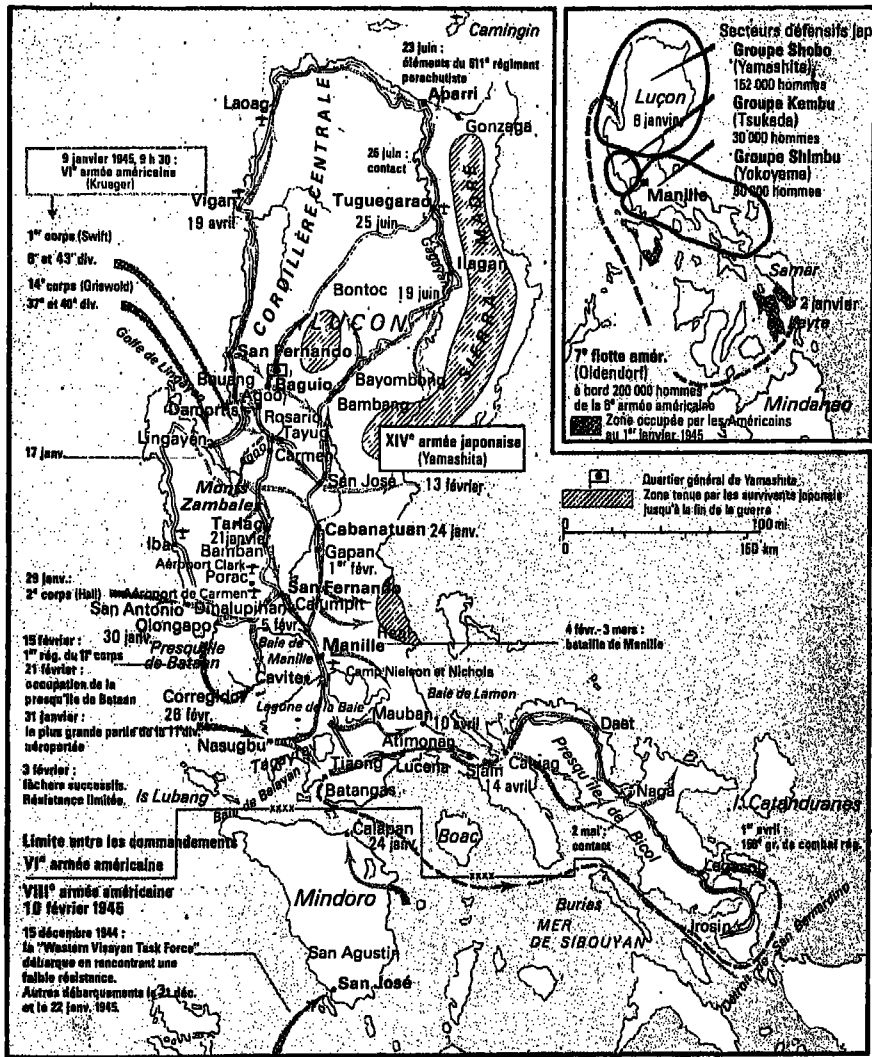 Camingin
23 juin :
éléments du 511e régiment
parachutiste
Aparri
Laoag
Gonzaga
CORDILLÈRE CENTRALE
26 juin :
contact
9 janvier 1945, 9 h 30 :
VIe armée américaine
(Krueger)
Vigan
19 avril
Tuguegarao
25 juin
Cagayan
SIERRA MADRE
Ilagan
19 juin
1er corps (Swift)
6e et 43e div.
14e corps (Griswold)
37e et 40e div.
Bontoc
LUÇON
Golfe de Lingayen
San Fernando
Bauang
Baguio
Agoo
Bayombong
Damortis
Rosario
Bambang
Tayug
Lingayen
Carmen
XIVe armée japonaise
(Yamashita)
17 janv.
San José
13 février
Monts
Zambales
Tarlac
21 janvier
Cabanatuan
24 janv.
Iba
Bamban
Gapan
1er févr.
Aéroport Clark
Porac
29 janv. :
2e corps (Hall)
Aéroport de Carmen
San Fernando
San Antonio
Dinalupihan
Calumpit
Olongapo
5 févr.
30 janv.
4 févr.-3 mars :
bataille de Manille
15 février :
1er rég. du 11e corps
21 février :
occupation de la
presqu'île de Bataan
Presqu'île
de Bataan
Baie de
Manille
Manille
Camp Nielson et Nichols
Cavite
Baie de Lamon
Corregidor
26 févr.
Lagune de la Baie
31 janvier :
la plus grande partie de la 11e div.
aéroportée
Mauban
10 avril
Nasugbu
Atimonan
Daet
Tiaong
Lucena
Siain
Calauag
3 février :
lâchers successifs.
Résistance limitée.
14 avril
Presqu'île de Bicol
Is Lubang
Baie de Balayan
Batangas
Naga
I. Catanduanes
Limite entre les commandements
VIe armée américaine
Calapan
24 janv.
Boac
2 mai :
contact
1er avril :
158e gr. de combat rég.
VIIIe armée américaine
10 février 1945
Mindoro
Burias
Irosin
MER
DE SIBOUYAN
Détroit de San Bernardino
15 décembre 1944 :
la "Western Visayan Task Force"
débarque en rencontrant une
faible résistance.
Autres débarquements le 21 déc.
et le 22 janv. 1945.
San Agustin
San José
Secteurs défensifs jap
Groupe Shobo
(Yamashita)
152 000 hommes
Luçon
8 janvier
Groupe Kembu
(Tsukada)
30 000 hommes
Groupe Shimbu
(Yokoyama)
80 000 hommes
Manille
Samar
2 janvier
Leyte
7e flotte amér.
(Oldendorf)
à bord 200 000 hommes
de la 6e armée américaine
Mindanao
Zone occupée par les Américains
au 1er janvier 1945
Quartier général de Yamashita
Zone tenue par les survivants japonais
jusqu'à la fin de la guerre
0 100 mi
0 150 km